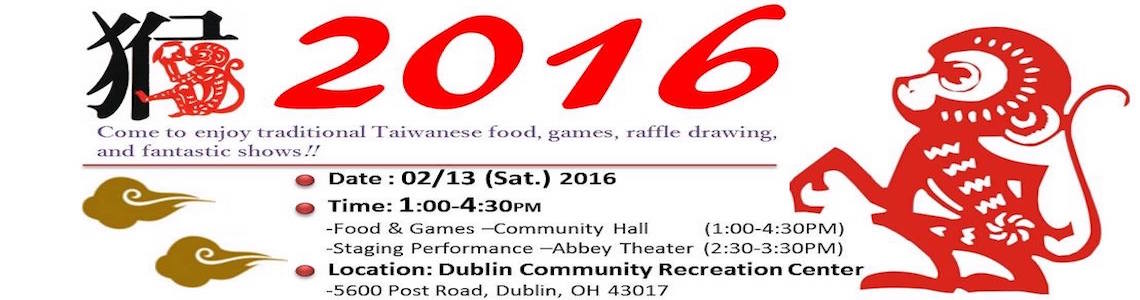 猴
2016
Come to enjoy traditional Taiwanese food, games, raffle drawing,
and fantastic shows!!
Date : 02/13 (Sat.) 2016
Time: 1:00-4:30PM
-Food & Games –Community Hall (1:00-4:30PM)
-Staging Performance –Abbey Theater (2:30-3:30PM)
Location: Dublin Community Recreation Center
-5600 Post Road, Dublin, OH 43017